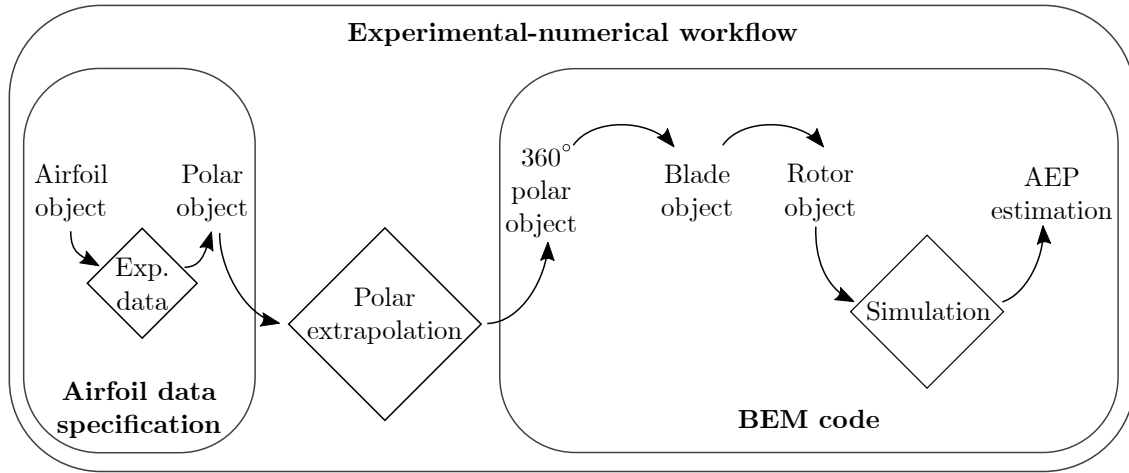 Experimental-numerical workflow
Airfoil
object
Exp.
data
Polar
object
Airfoil data
specification
Polar
extrapolation
360°
polar
object
Blade
object
Rotor
object
Simulation
AEP
estimation
BEM code